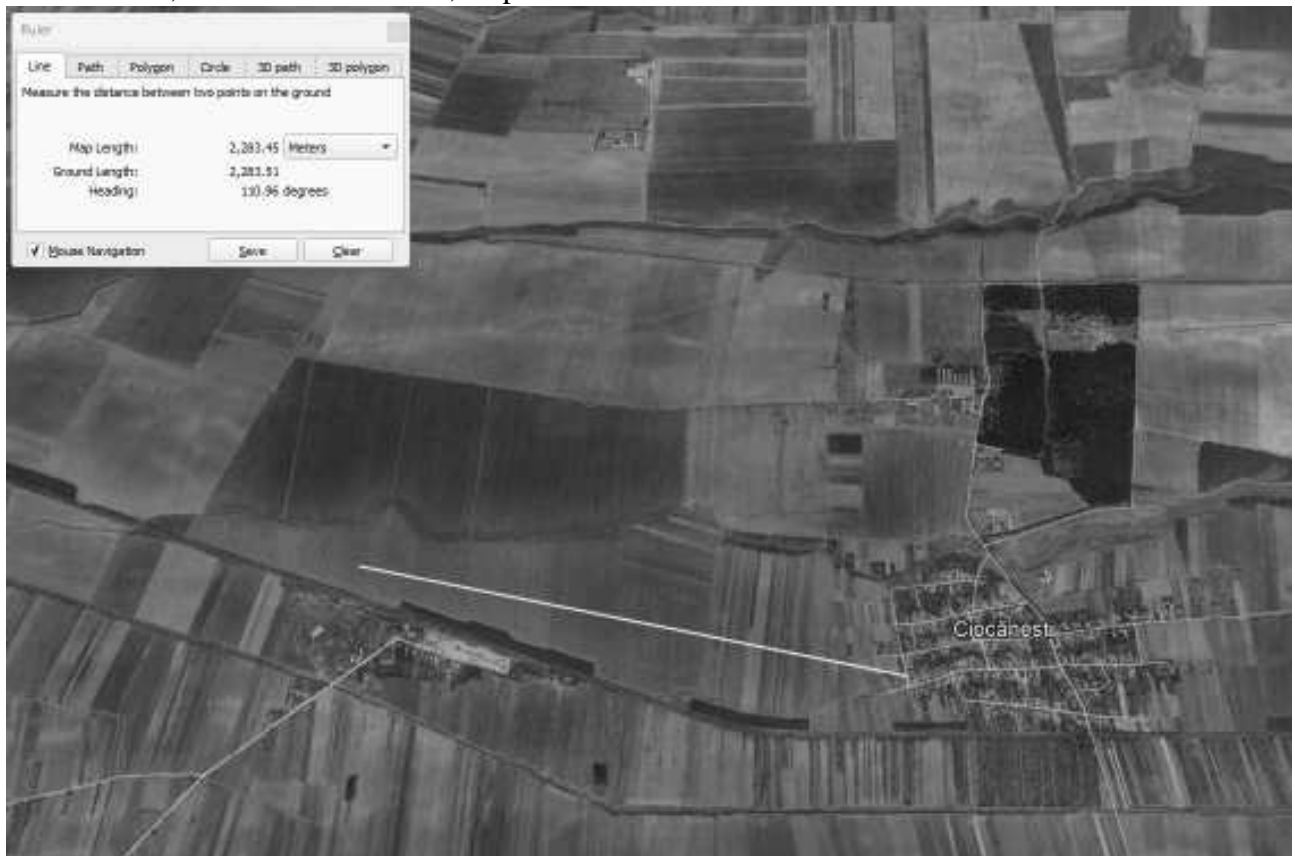 Ruler
Line Path Polygon Circle 3D path 3D polygon
Measure the distance between two points on the ground
Map Length: 2,283.45 Meters
Ground Length: 2,283.51
Heading: 110.96 degrees
Mouse Navigation Save Clear
Ciocănești